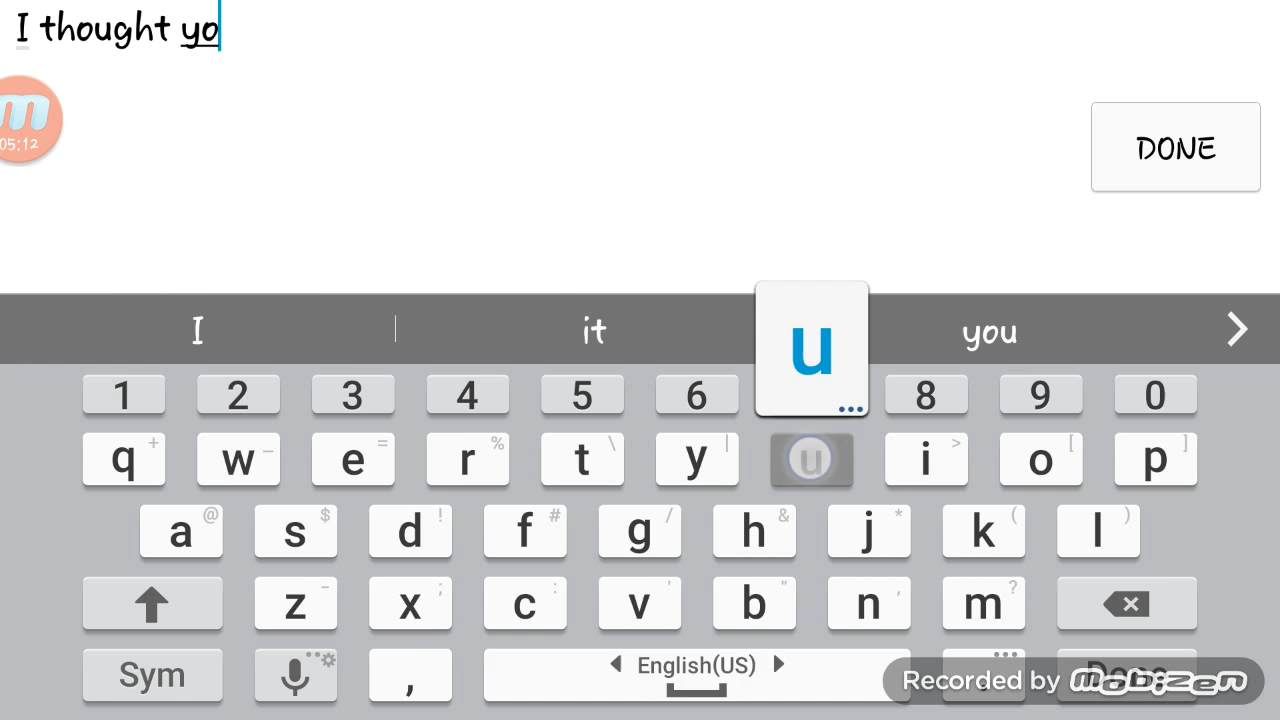 I thought yo
m
05:12
DONE
I it you
u
1 2 3 4 5 6 8 9 0
q + w - e = r % t \ y | u i > o [ p ]
a @ s $ d ! f # g / h & j * k ( l )
z - x ; c : v ' b " n , m ?
Sym , English(US) . Done
Recorded by mobizen